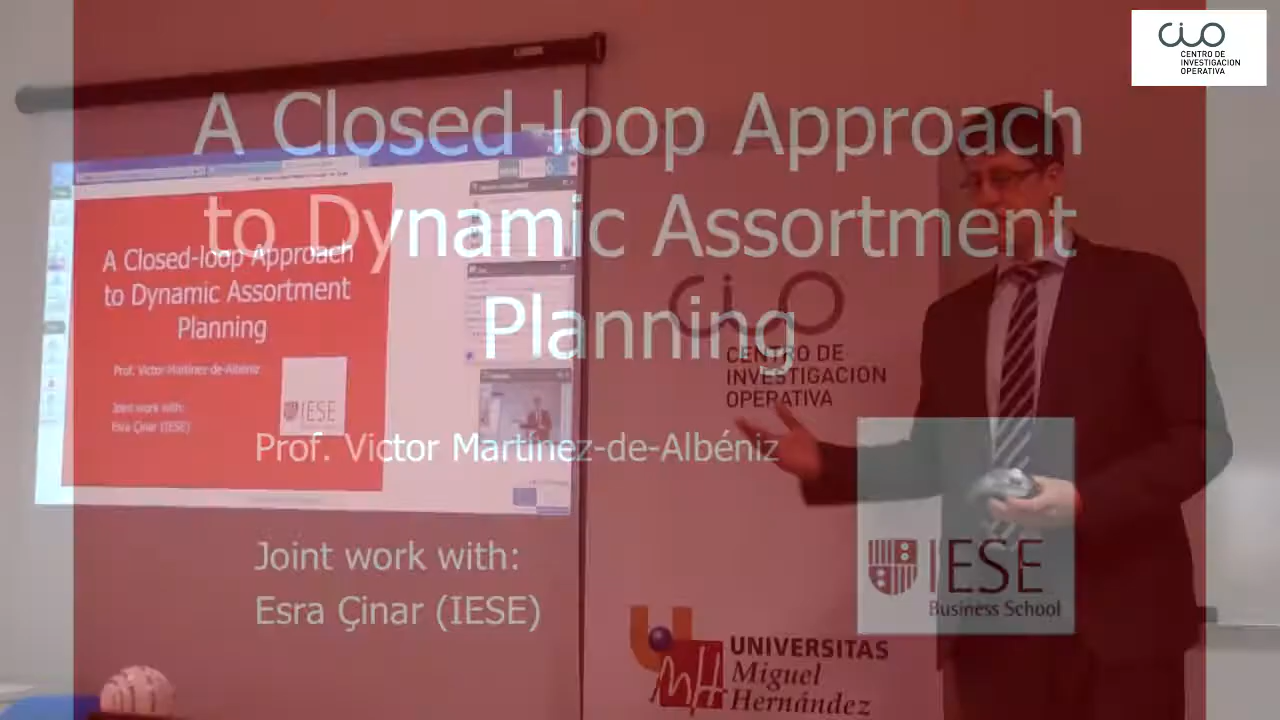 CIO
CENTRO DE
INVESTIGACION
OPERATIVA
A Closed-loop Approach
to Dynamic Assortment
Planning
Prof. Victor Martínez-de-Albéniz
Joint work with:
Esra Çinar (IESE)
IESE
Business School
A Closed-loop Approach
to Dynamic Assortment
Planning
Prof. Victor Martínez-de-Albéniz
Joint work with:
Esra Çinar (IESE)
IESE
CIO
CENTRO DE
INVESTIGACION
OPERATIVA
UNIVERSITAS
Miguel
Hernández